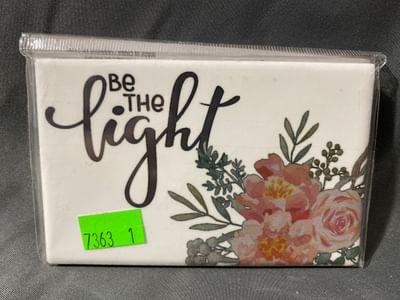 BE
THE
light
7363 1